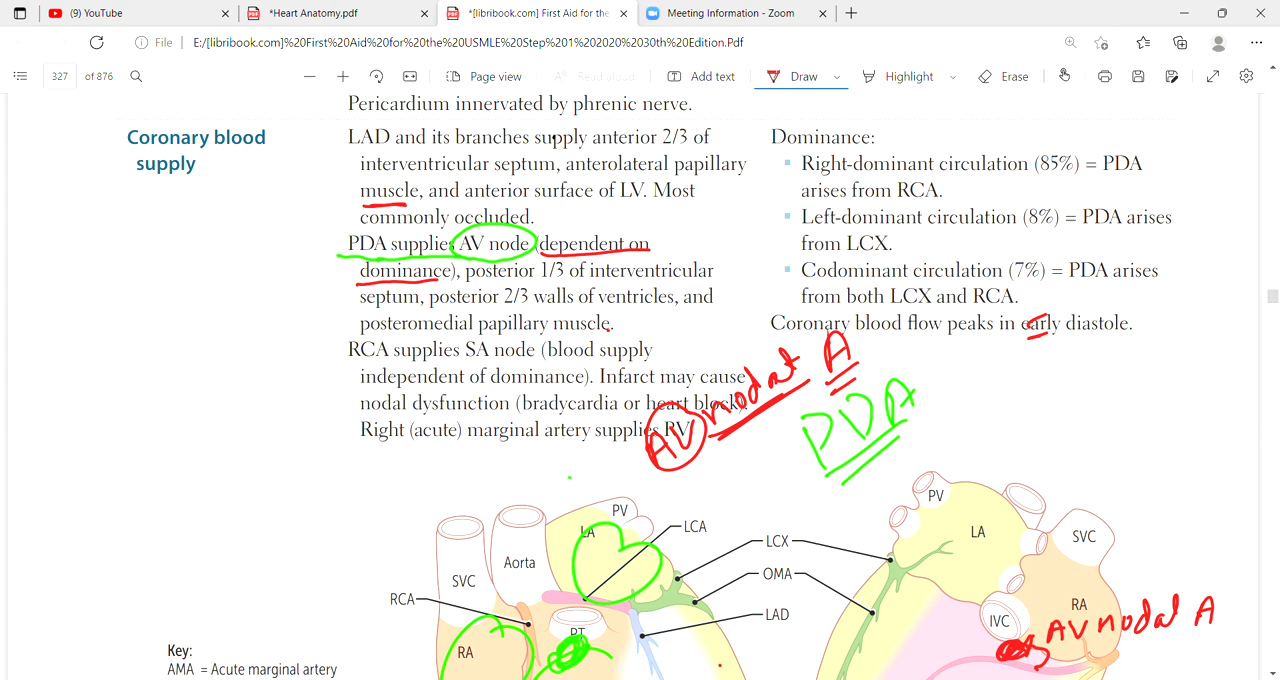 (9) YouTube
*Heart Anatomy.pdf
*[libribook.com] First Aid for the
Meeting Information - Zoom
File
E:/[libribook.com]%20First%20Aid%20for%20the%20USMLE%20Step%201%202020%2030th%20Edition.Pdf
327 of 876
Page view
Read aloud
Add text
Draw
Highlight
Erase
Pericardium innervated by phrenic nerve.
Coronary blood
supply
LAD and its branches supply anterior 2/3 of
interventricular septum, anterolateral papillary
muscle, and anterior surface of LV. Most
commonly occluded.
PDA supplies AV node (dependent on
dominance), posterior 1/3 of interventricular
septum, posterior 2/3 walls of ventricles, and
posteromedial papillary muscle.
RCA supplies SA node (blood supply
independent of dominance). Infarct may cause
nodal dysfunction (bradycardia or heart block).
Right (acute) marginal artery supplies RV.
Dominance:
Right-dominant circulation (85%) = PDA
arises from RCA.
Left-dominant circulation (8%) = PDA arises
from LCX.
Codominant circulation (7%) = PDA arises
from both LCX and RCA.
Coronary blood flow peaks in early diastole.
AV nodal A
PDA
PV
LA
LCA
Aorta
SVC
RCA
PT
RA
LCX
OMA
LAD
PV
LA
SVC
RA
IVC
AV nodal A
Key:
AMA = Acute marginal artery